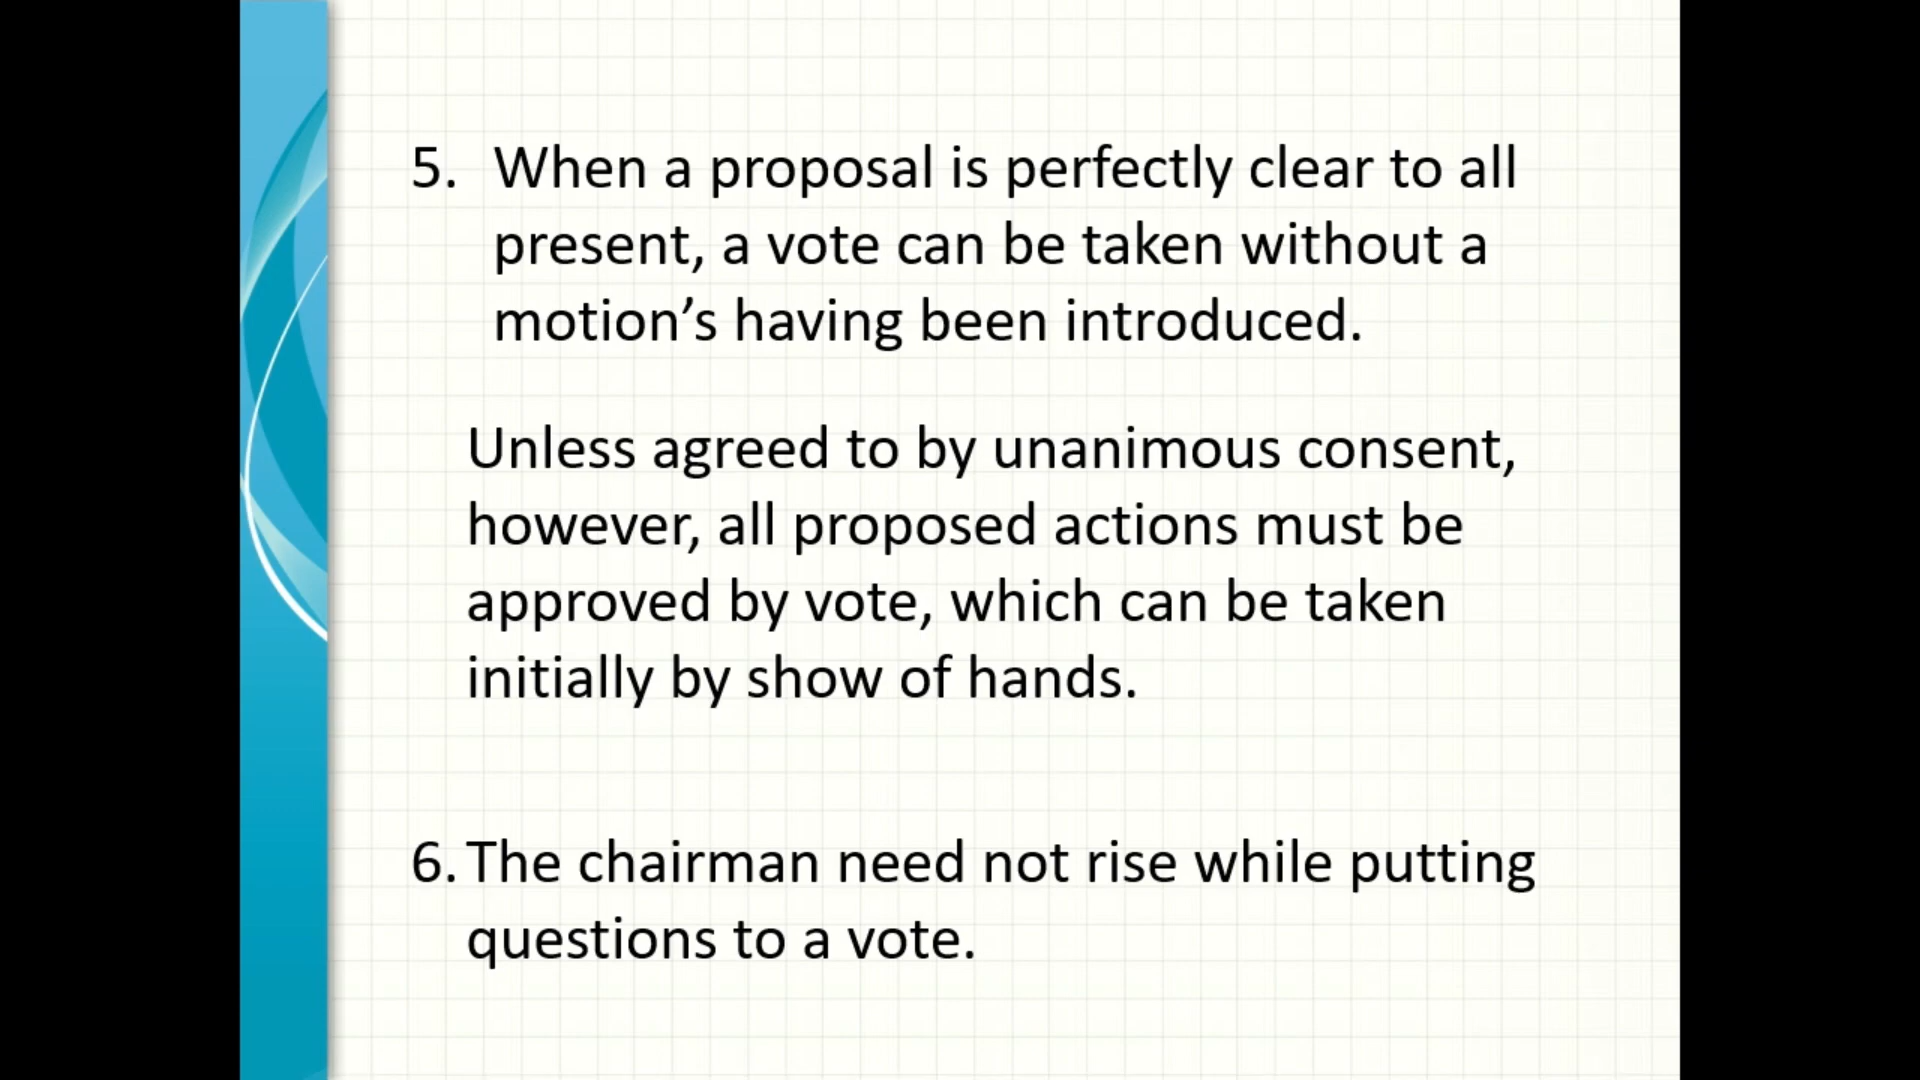 5. When a proposal is perfectly clear to all
present, a vote can be taken without a
motion’s having been introduced.
Unless agreed to by unanimous consent,
however, all proposed actions must be
approved by vote, which can be taken
initially by show of hands.
6. The chairman need not rise while putting
questions to a vote.